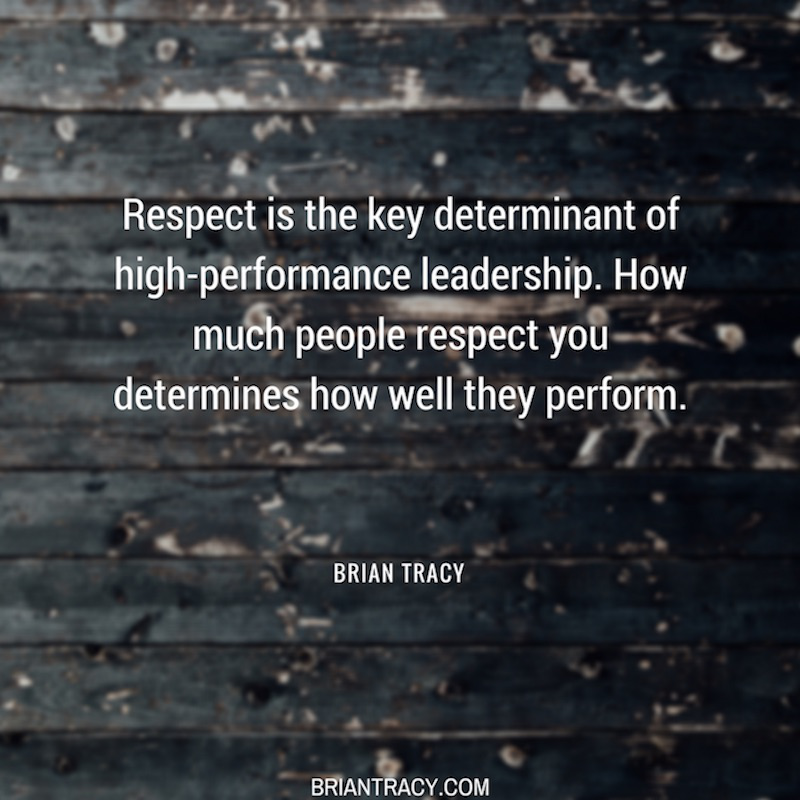 Respect is the key determinant of
high-performance leadership. How
much people respect you
determines how well they perform.
BRIAN TRACY
BRIANTRACY.COM